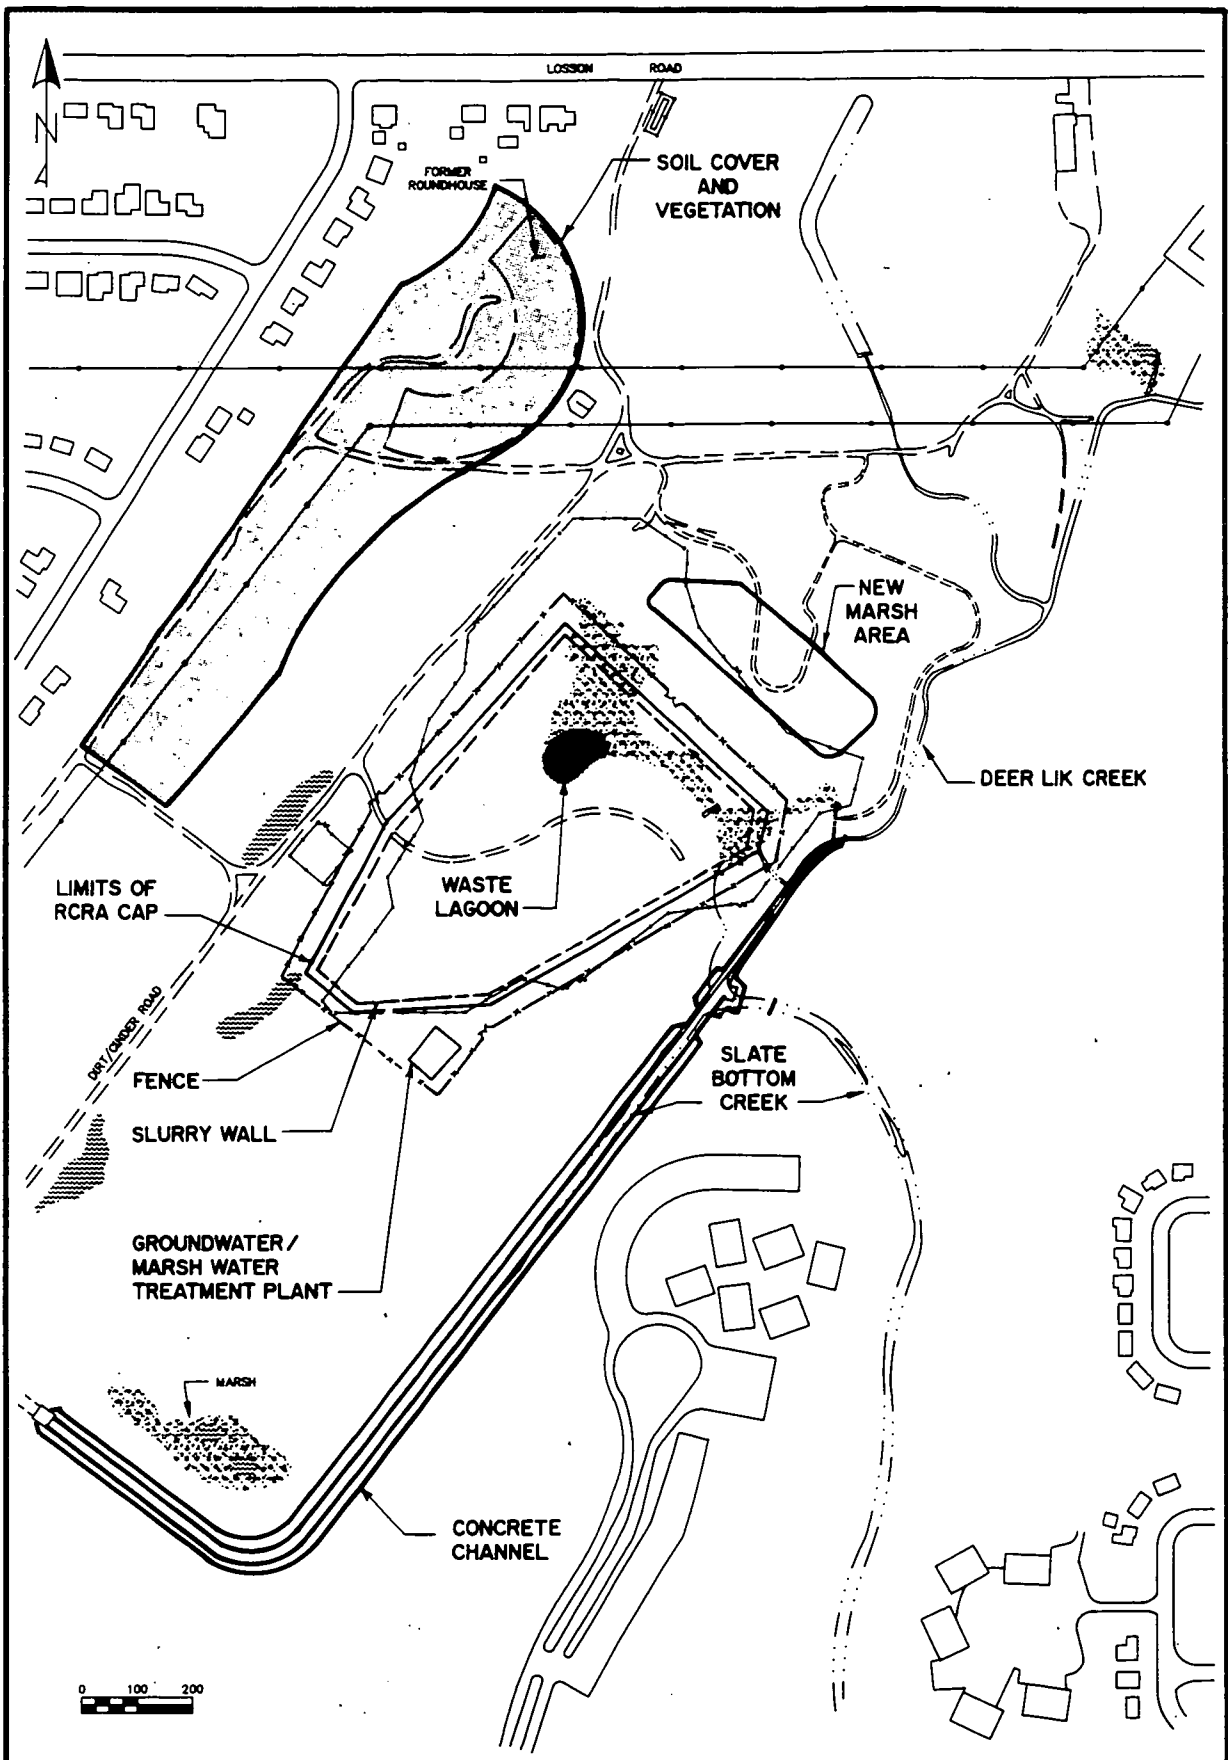 LOSSON ROAD
N
FORMER
ROUNDHOUSE
SOIL COVER
AND
VEGETATION
NEW
MARSH
AREA
DEER LIK CREEK
LIMITS OF
RCRA CAP
WASTE
LAGOON
DIRT/CINDER ROAD
FENCE
SLURRY WALL
SLATE
BOTTOM
CREEK
GROUNDWATER/
MARSH WATER
TREATMENT PLANT
MARSH
CONCRETE
CHANNEL
0 100 200